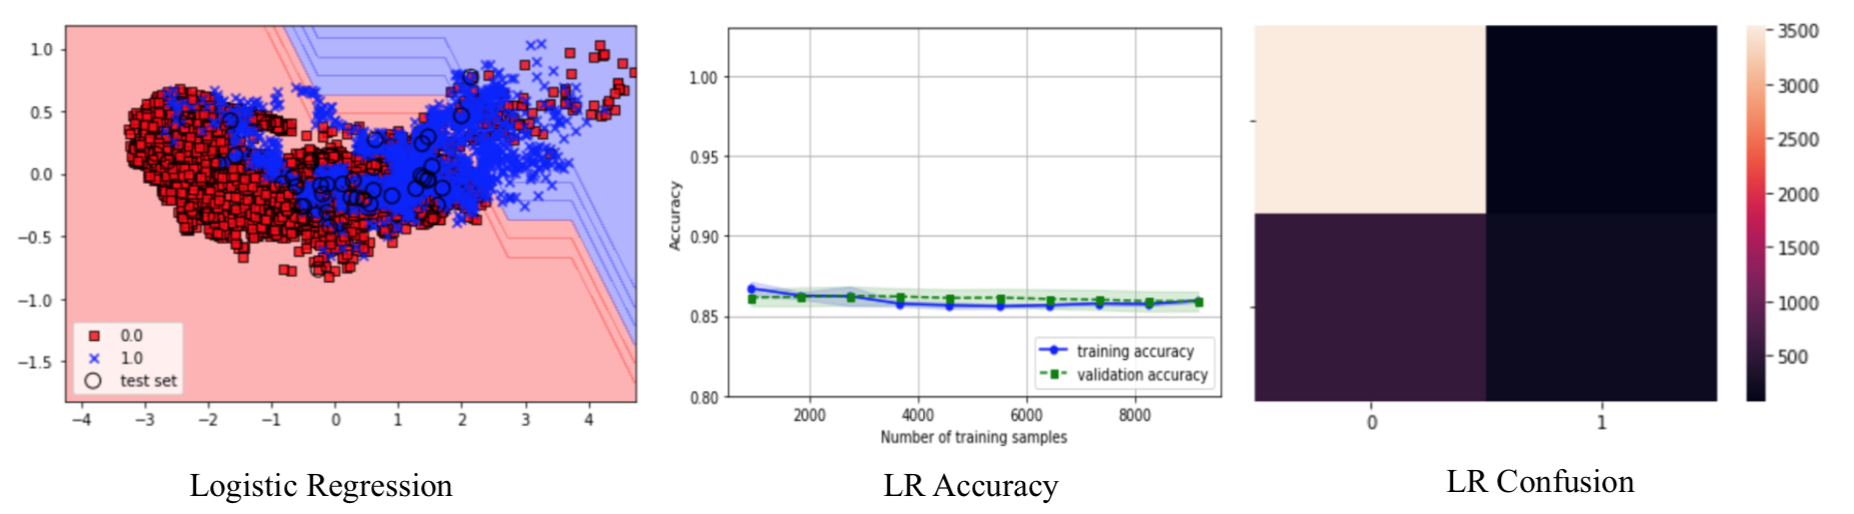 1.0
0.5
0.0
−0.5
−1.0
−1.5
0.0
1.0
test set
−4 −3 −2 −1 0 1 2 3 4
Logistic Regression
Accuracy
1.00
0.95
0.90
0.85
0.80
training accuracy
validation accuracy
2000 4000 6000 8000
Number of training samples
LR Accuracy
0 1
3500
3000
2500
2000
1500
1000
500
LR Confusion